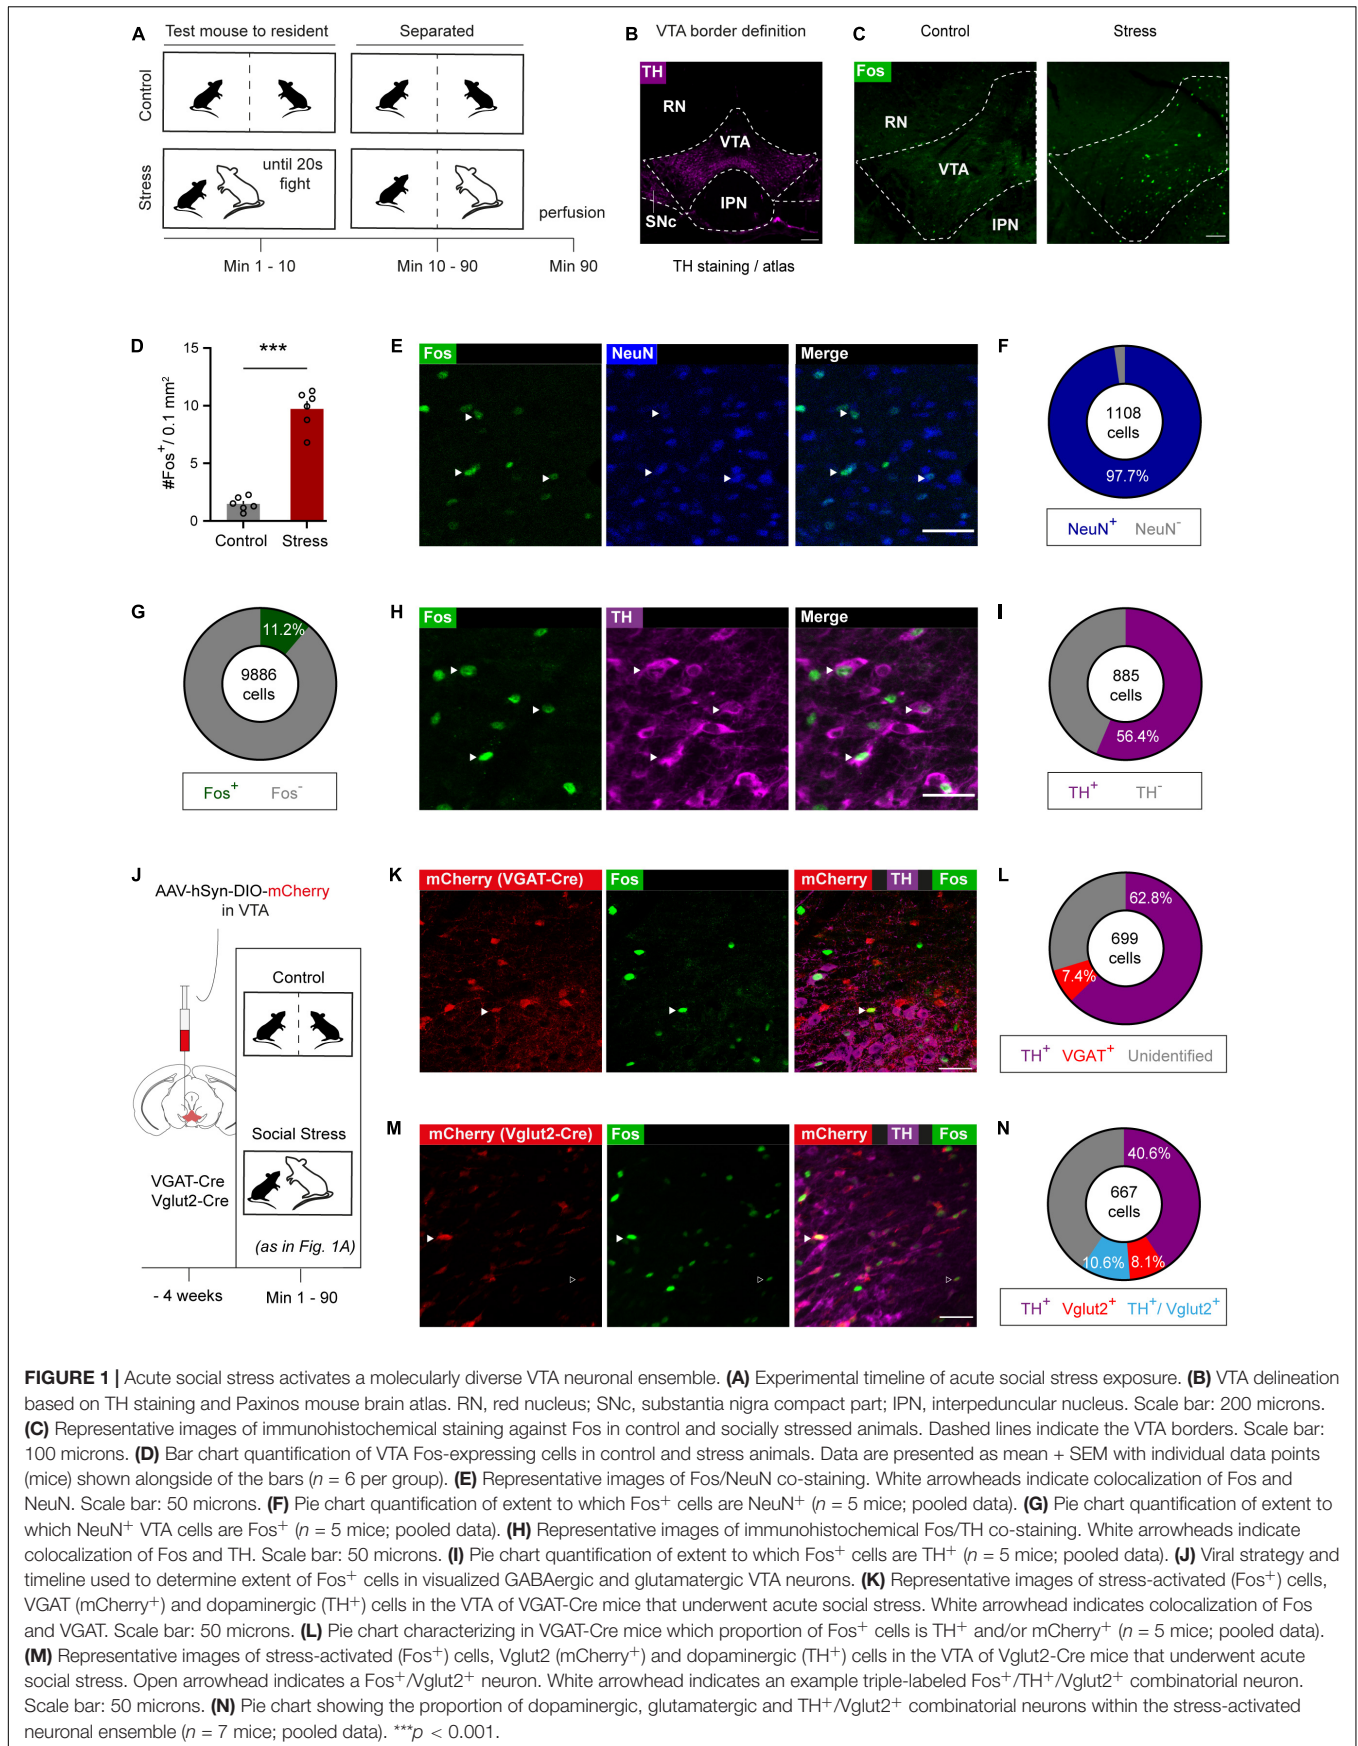 A
Test mouse to resident
Separated
Control
Stress
until 20s
fight
perfusion
Min 1 - 10
Min 10 - 90
Min 90
B
VTA border definition
TH
RN
VTA
SNc
IPN
TH staining / atlas
C
Control
Stress
Fos
RN
VTA
IPN
D
#Fos⁺/ 0.1 mm²
15
10
5
0
***
Control
Stress
E
Fos
NeuN
Merge
F
1108
cells
97.7%
NeuN⁺ NeuN⁻
G
11.2%
9886
cells
Fos⁺ Fos⁻
H
Fos
TH
Merge
I
885
cells
56.4%
TH⁺ TH⁻
J
AAV-hSyn-DIO-mCherry
in VTA
Control
Social Stress
VGAT-Cre
Vglut2-Cre
(as in Fig. 1A)
- 4 weeks
Min 1 - 90
K
mCherry (VGAT-Cre)
Fos
mCherry TH Fos
L
62.8%
699
cells
7.4%
TH⁺ VGAT⁺ Unidentified
M
mCherry (Vglut2-Cre)
Fos
mCherry TH Fos
N
40.6%
667
cells
10.6%
8.1%
TH⁺ Vglut2⁺ TH⁺/ Vglut2⁺
FIGURE 1 | Acute social stress activates a molecularly diverse VTA neuronal ensemble. (A) Experimental timeline of acute social stress exposure. (B) VTA delineation
based on TH staining and Paxinos mouse brain atlas. RN, red nucleus; SNc, substantia nigra compact part; IPN, interpeduncular nucleus. Scale bar: 200 microns.
(C) Representative images of immunohistochemical staining against Fos in control and socially stressed animals. Dashed lines indicate the VTA borders. Scale bar:
100 microns. (D) Bar chart quantification of VTA Fos-expressing cells in control and stress animals. Data are presented as mean + SEM with individual data points
(mice) shown alongside of the bars (n = 6 per group). (E) Representative images of Fos/NeuN co-staining. White arrowheads indicate colocalization of Fos and
NeuN. Scale bar: 50 microns. (F) Pie chart quantification of extent to which Fos⁺ cells are NeuN⁺ (n = 5 mice; pooled data). (G) Pie chart quantification of extent to
which NeuN⁺ VTA cells are Fos⁺ (n = 5 mice; pooled data). (H) Representative images of immunohistochemical Fos/TH co-staining. White arrowheads indicate
colocalization of Fos and TH. Scale bar: 50 microns. (I) Pie chart quantification of extent to which Fos⁺ cells are TH⁺ (n = 5 mice; pooled data). (J) Viral strategy and
timeline used to determine extent of Fos⁺ cells in visualized GABAergic and glutamatergic VTA neurons. (K) Representative images of stress-activated (Fos⁺) cells,
VGAT (mCherry⁺) and dopaminergic (TH⁺) cells in the VTA of VGAT-Cre mice that underwent acute social stress. White arrowhead indicates colocalization of Fos
and VGAT. Scale bar: 50 microns. (L) Pie chart characterizing in VGAT-Cre mice which proportion of Fos⁺ cells is TH⁺ and/or mCherry⁺ (n = 5 mice; pooled data).
(M) Representative images of stress-activated (Fos⁺) cells, Vglut2 (mCherry⁺) and dopaminergic (TH⁺) cells in the VTA of Vglut2-Cre mice that underwent acute
social stress. Open arrowhead indicates a Fos⁺/Vglut2⁺ neuron. White arrowhead indicates an example triple-labeled Fos⁺/TH⁺/Vglut2⁺ combinatorial neuron.
Scale bar: 50 microns. (N) Pie chart showing the proportion of dopaminergic, glutamatergic and TH⁺/Vglut2⁺ combinatorial neurons within the stress-activated
neuronal ensemble (n = 7 mice; pooled data). ***p < 0.001.